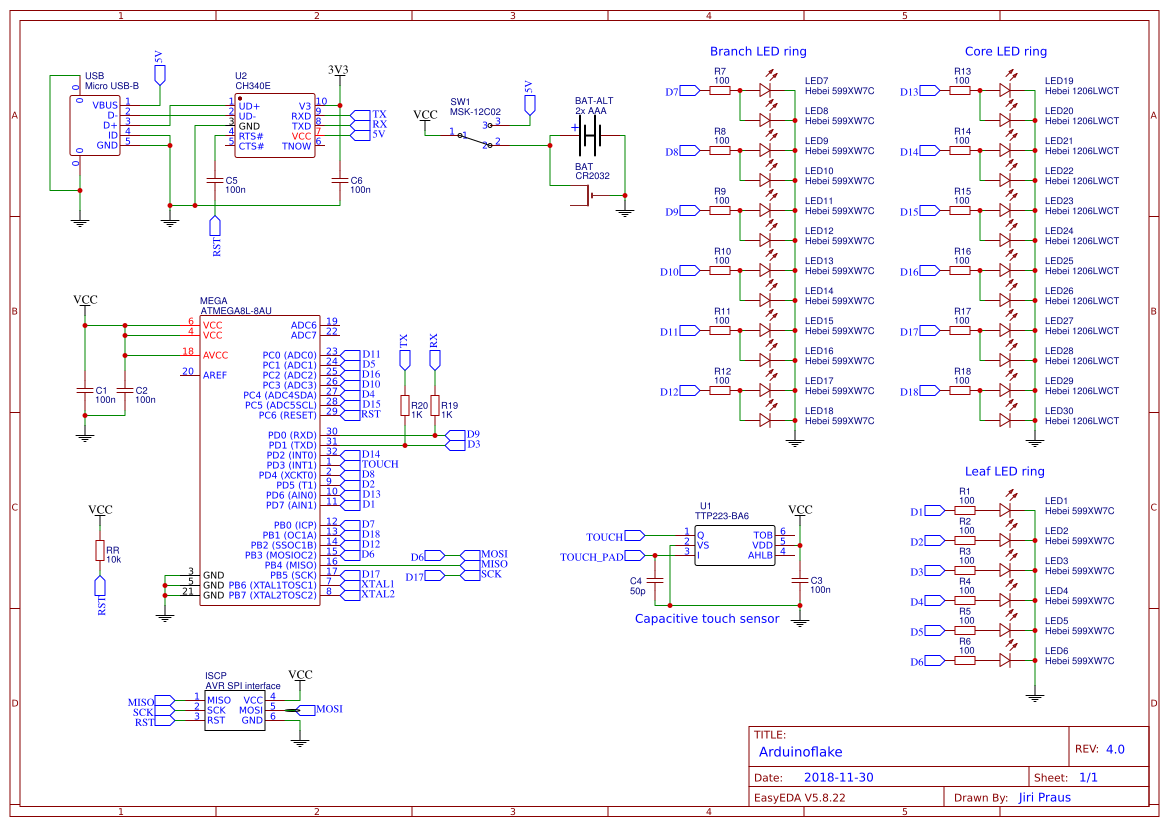 1 2 3 4 5
A A
B B
C C
D D
1 2 3 4 5
USB
Micro USB-B
VBUS 1
D- 2
D+ 3
ID 4
GND 5
0
0
0
0
5V
U2
CH340E
1 UD+
2 UD-
3 GND
4 RTS#
5 CTS#
V3 10
RXD 9
TXD 8
VCC 7
TNOW 6
3V3
TX
RX
5V
C5
100n
C6
100n
RST
SW1
MSK-12C02
VCC
1 1
3 3
2 2
5V
BAT-ALT
2x AAA
+
BAT
CR2032
Branch LED ring
D7
R7
100
LED7
Hebei 599XW7C
LED8
Hebei 599XW7C
D8
R8
100
LED9
Hebei 599XW7C
LED10
Hebei 599XW7C
D9
R9
100
LED11
Hebei 599XW7C
LED12
Hebei 599XW7C
D10
R10
100
LED13
Hebei 599XW7C
LED14
Hebei 599XW7C
D11
R11
100
LED15
Hebei 599XW7C
LED16
Hebei 599XW7C
D12
R12
100
LED17
Hebei 599XW7C
LED18
Hebei 599XW7C
Core LED ring
D13
R13
100
LED19
Hebei 1206LWCT
LED20
Hebei 1206LWCT
D14
R14
100
LED21
Hebei 1206LWCT
LED22
Hebei 1206LWCT
D15
R15
100
LED23
Hebei 1206LWCT
LED24
Hebei 1206LWCT
D16
R16
100
LED25
Hebei 1206LWCT
LED26
Hebei 1206LWCT
D17
R17
100
LED27
Hebei 1206LWCT
LED28
Hebei 1206LWCT
D18
R18
100
LED29
Hebei 1206LWCT
LED30
Hebei 1206LWCT
VCC
C1
100n
C2
100n
MEGA
ATMEGA8L-8AU
6 VCC
4 VCC
18 AVCC
20 AREF
3 GND
5 GND
21 GND
ADC6 19
ADC7 22
PC0 (ADC0) 23 D11
PC1 (ADC1) 24 D5
PC2 (ADC2) 25 D16
PC3 (ADC3) 26 D10
PC4 (ADC4SDA) 27 D4
PC5 (ADC5SCL) 28 D15
PC6 (RESET) 29 RST
PD0 (RXD) 30 D9
PD1 (TXD) 31 D3
PD2 (INT0) 32 D14
PD3 (INT1) 1 TOUCH
PD4 (XCKT0) 2 D8
PD5 (T1) 9 D2
PD6 (AIN0) 10 D13
PD7 (AIN1) 11 D1
PB0 (ICP) 12 D7
PB1 (OC1A) 13 D18
PB2 (SSOC1B) 14 D12
PB3 (MOSIOC2) 15 D6
PB4 (MISO) 16 MISO
PB5 (SCK) 17 D17
PB6 (XTAL1TOSC1) 7 XTAL1
PB7 (XTAL2TOSC2) 8 XTAL2
D6 MOSI
D17 SCK
TX
RX
R20
1K
R19
1K
VCC
RR
10k
RST
U1
TTP223-BA6
TOUCH
TOUCH_PAD
1 Q
2 VS
3 I
TOB 6
VDD 5
AHLB 4
VCC
C4
50p
C3
100n
Capacitive touch sensor
Leaf LED ring
D1
R1
100
LED1
Hebei 599XW7C
D2
R2
100
LED2
Hebei 599XW7C
D3
R3
100
LED3
Hebei 599XW7C
D4
R4
100
LED4
Hebei 599XW7C
D5
R5
100
LED5
Hebei 599XW7C
D6
R6
100
LED6
Hebei 599XW7C
ISCP
AVR SPI interface
MISO 1 MISO
SCK 2 SCK
RST 3 RST
VCC 4
MOSI 5 MOSI
GND 6
VCC
TITLE:
Arduinoflake
REV: 4.0
Date: 2018-11-30
Sheet: 1/1
EasyEDA V5.8.22
Drawn By: Jiri Praus